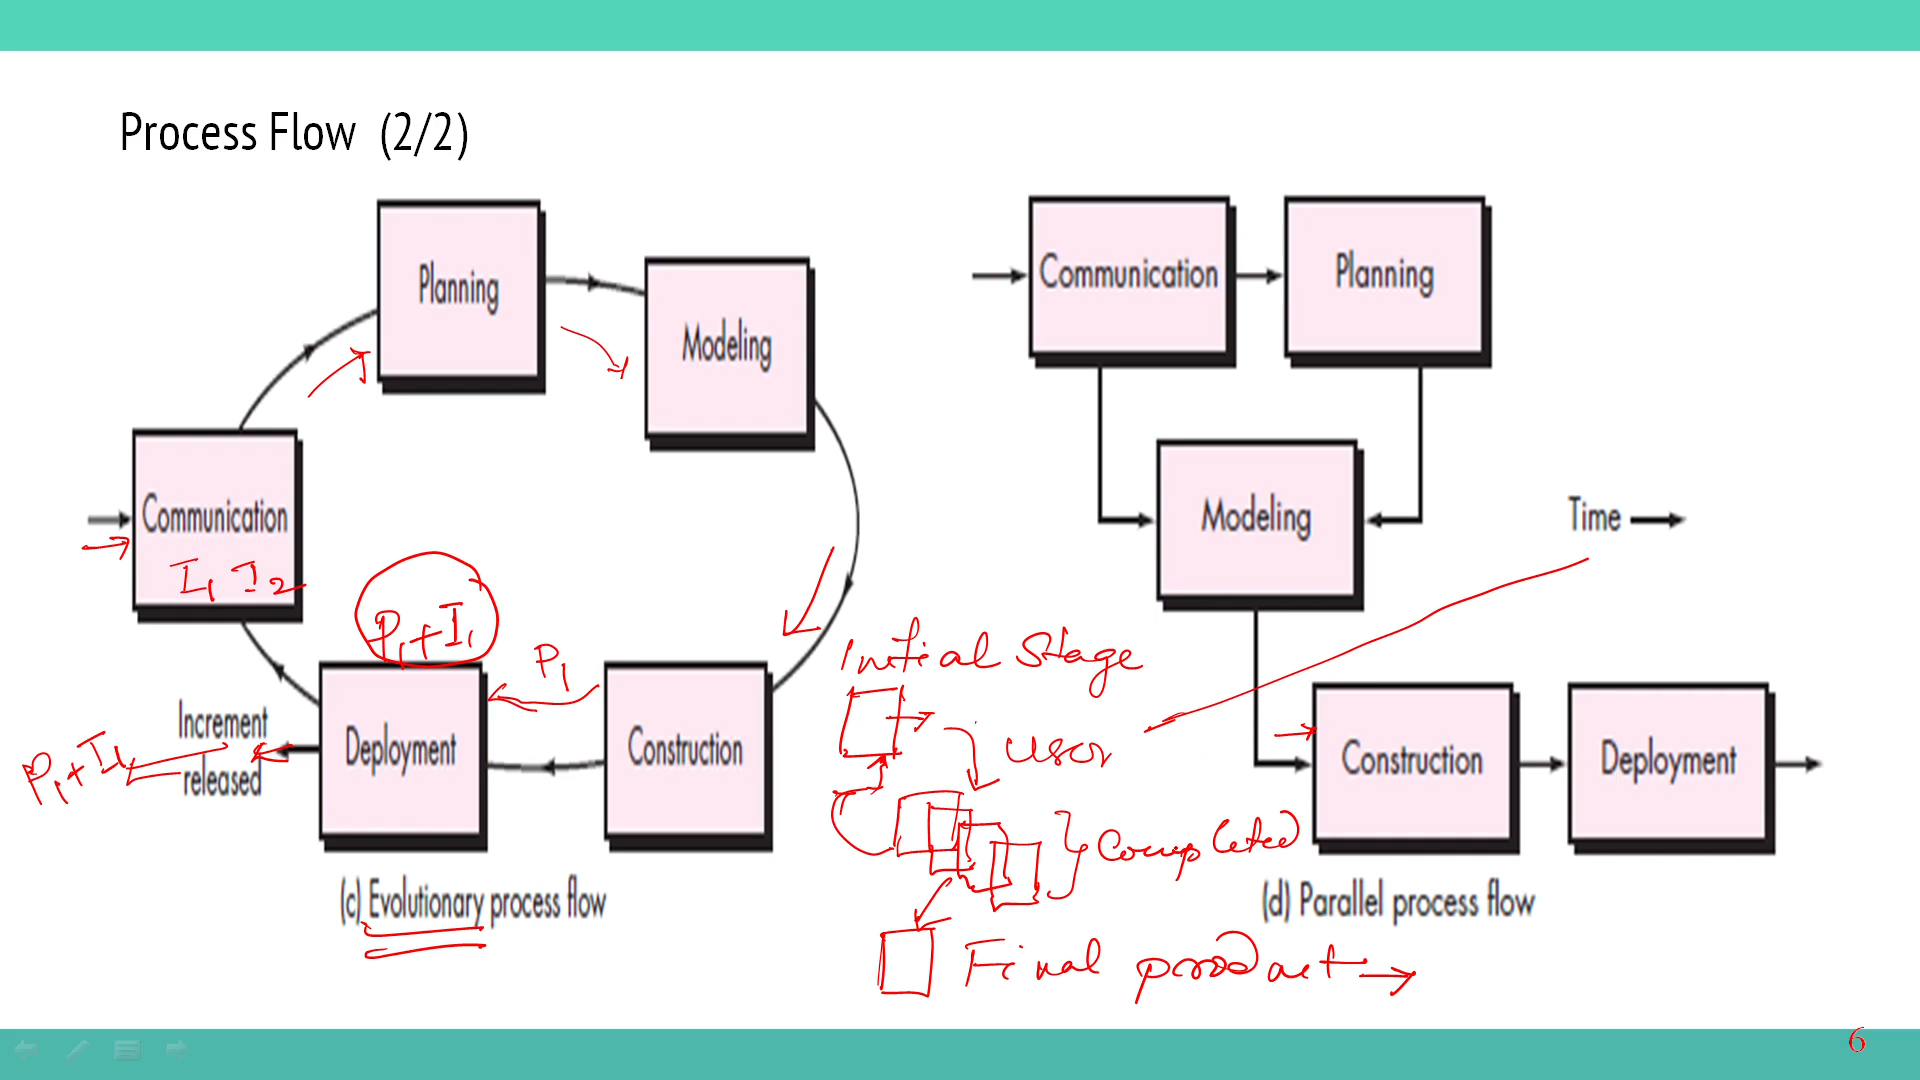 Process Flow (2/2)
Planning
Modeling
Communication
I1 I2
P1+I1
P1
Deployment
Construction
Increment
released
P1+I1
(c) Evolutionary process flow
Communication
Planning
Modeling
Time
Construction
Deployment
(d) Parallel process flow
Initial Stage
user
Completed
Final product
6